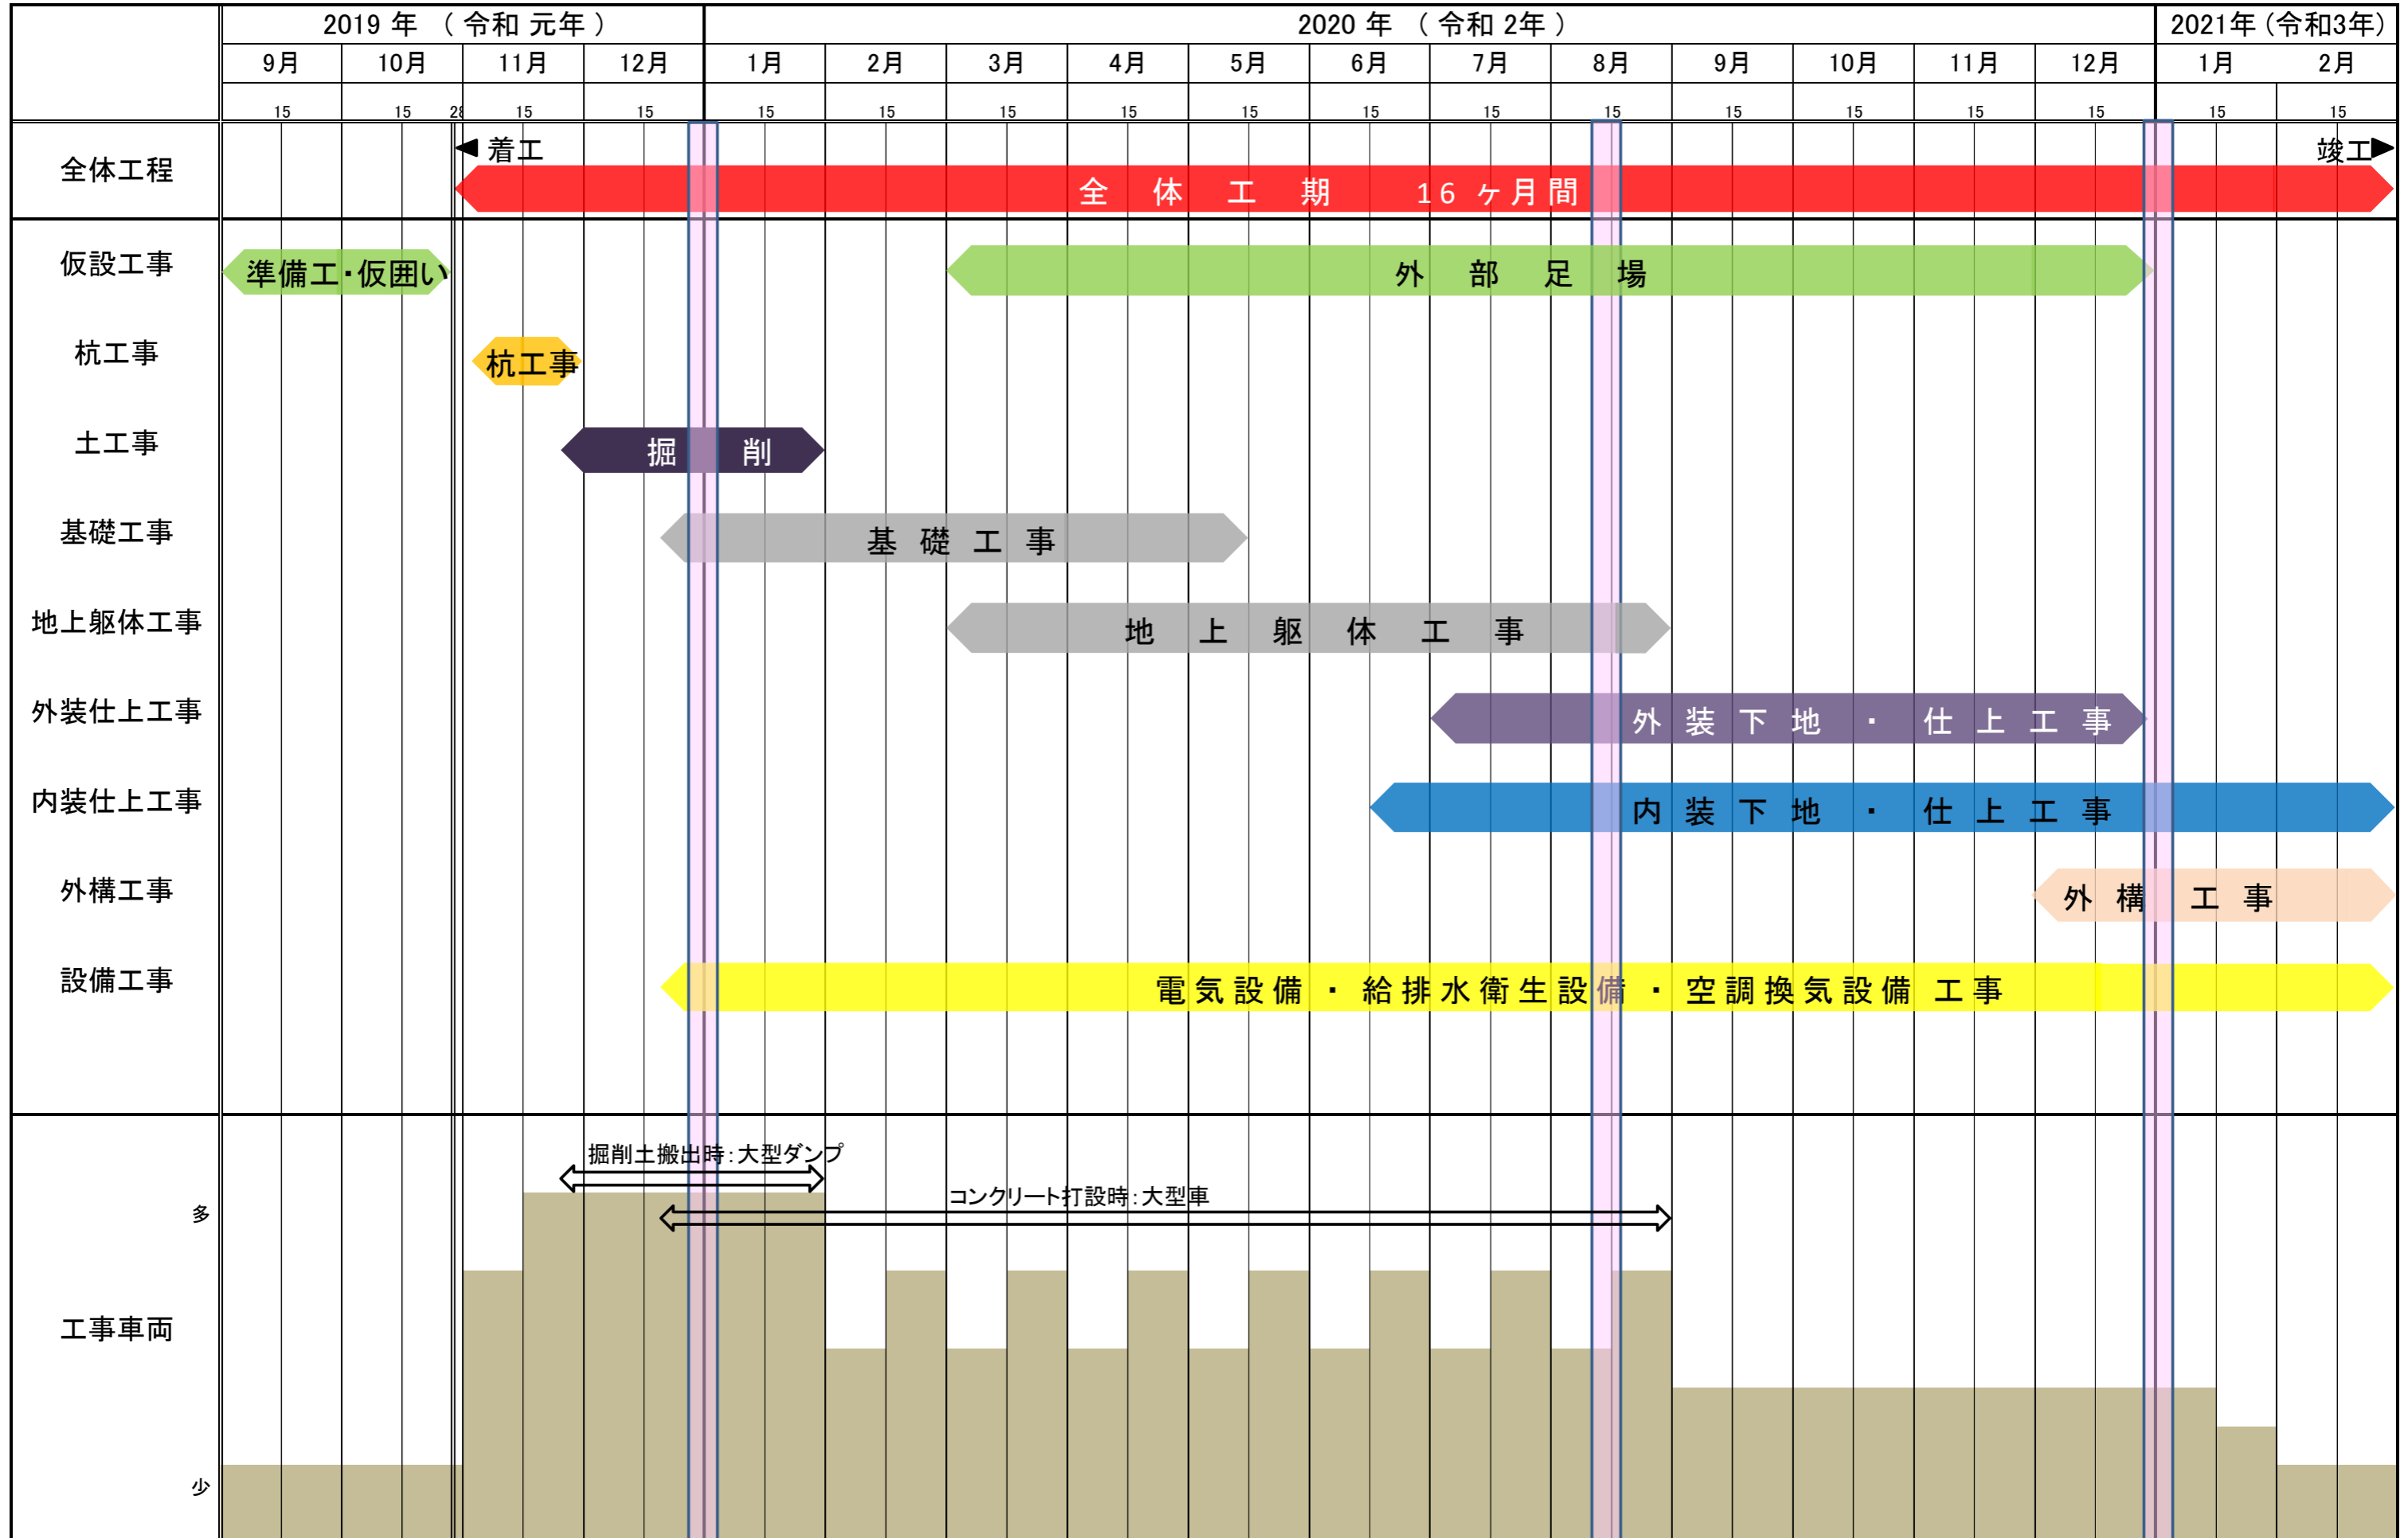 2019 年 （ 令和 元年 ） 2020 年 （ 令和 2年 ） 2021年（令和3年）
9月 10月 11月 12月 1月 2月 3月 4月 5月 6月 7月 8月 9月 10月 11月 12月 1月 2月
15 15 28 15 15 15 15 15 15 15 15 15 15 15 15 15 15 15 15
全体工程
着工 竣工
全体工期 16ヶ月間
仮設工事
準備工・仮囲い 外部足場
杭工事
杭工事
土工事
掘削
基礎工事
基礎工事
地上躯体工事
地上躯体工事
外装仕上工事
外装下地・仕上工事
内装仕上工事
内装下地・仕上工事
外構工事
外構工事
設備工事
電気設備・給排水衛生設備・空調換気設備工事
掘削土搬出時：大型ダンプ
コンクリート打設時：大型車
多
工事車両
少